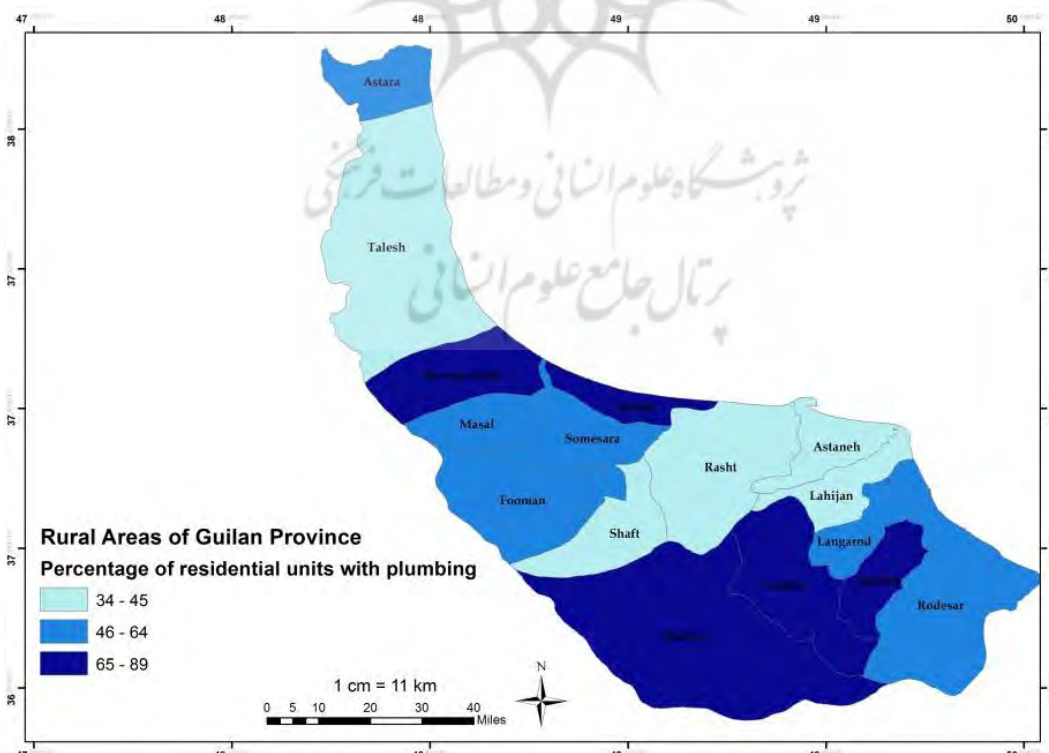 47 48 48 49 49 50
38
37
37
37
36
Astara
پژوهشگاه علوم انسانی و مطالعات فرهنگی
Talesh
پرتال جامع علوم انسانی
Masal
Somesara
Rasht
Astaneh
Fooman
Lahijan
Shaft
Langarud
Rodesar
Rural Areas of Guilan Province
Percentage of residential units with plumbing
34 - 45
46 - 64
65 - 89
1 cm = 11 km
N
0 5 10 20 30 40
Miles